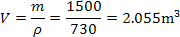 V = m/ρ = 1500/730 = 2.055m³